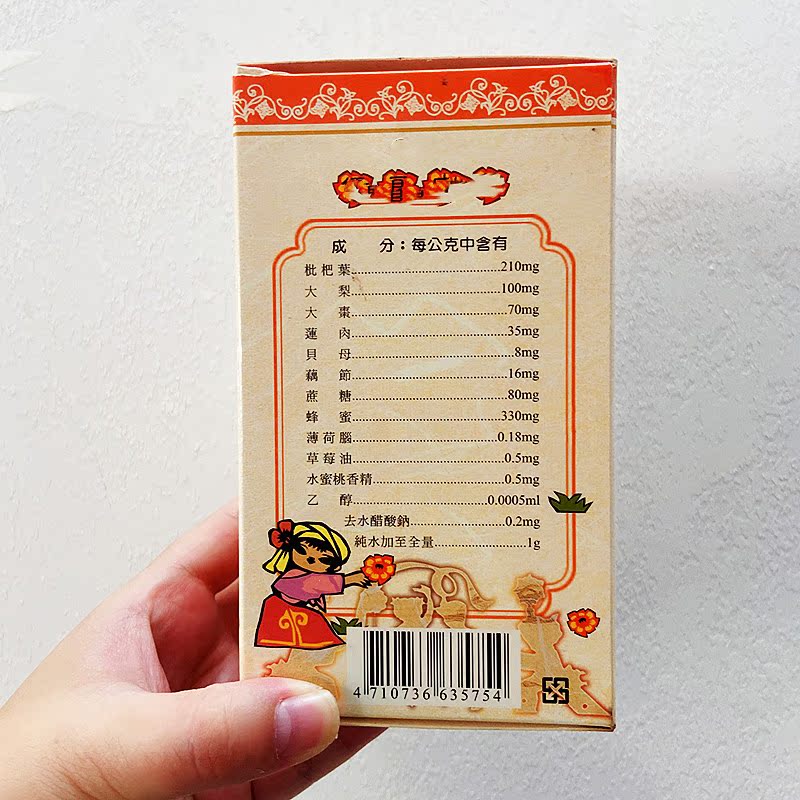 成 分：每公克中含有
枇杷葉..........210mg
大 梨..........100mg
大 棗..........70mg
蓮 肉..........35mg
貝 母..........8mg
藕 節..........16mg
蔗 糖..........80mg
蜂 蜜..........330mg
薄荷腦..........0.18mg
草莓油..........0.5mg
水蜜桃香精..........0.5mg
乙 醇..........0.0005ml
去水醋酸鈉..........0.2mg
純水加至全量..........1g
4 710736 635754